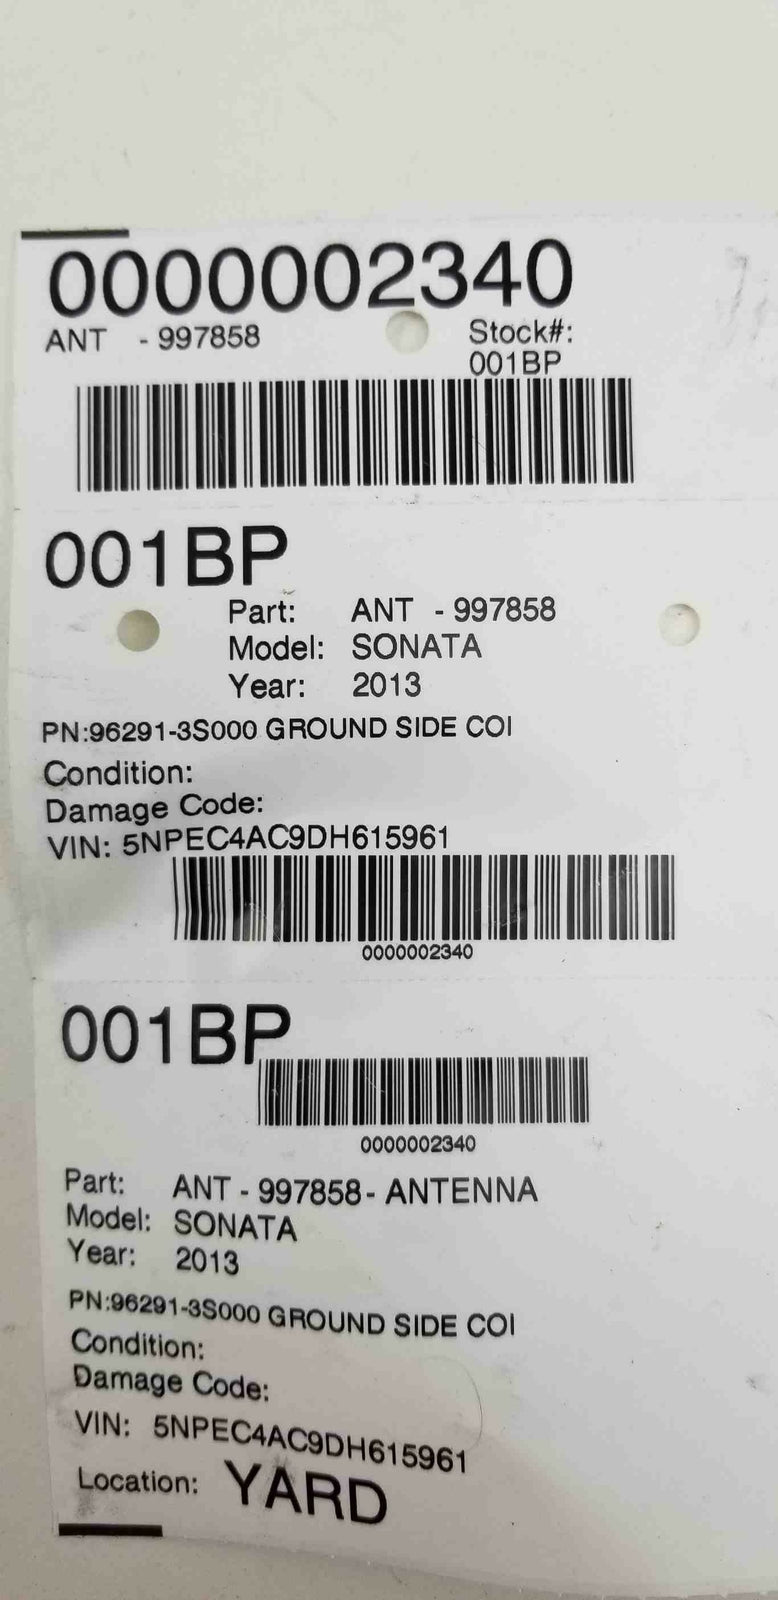 0000002340
ANT - 997858
Stock#:
001BP
001BP
Part: ANT - 997858
Model: SONATA
Year: 2013
PN:96291-3S000 GROUND SIDE COI
Condition:
Damage Code:
VIN: 5NPEC4AC9DH615961
0000002340
001BP
0000002340
Part: ANT - 997858- ANTENNA
Model: SONATA
Year: 2013
PN:96291-3S000 GROUND SIDE COI
Condition:
Damage Code:
VIN: 5NPEC4AC9DH615961
Location: YARD